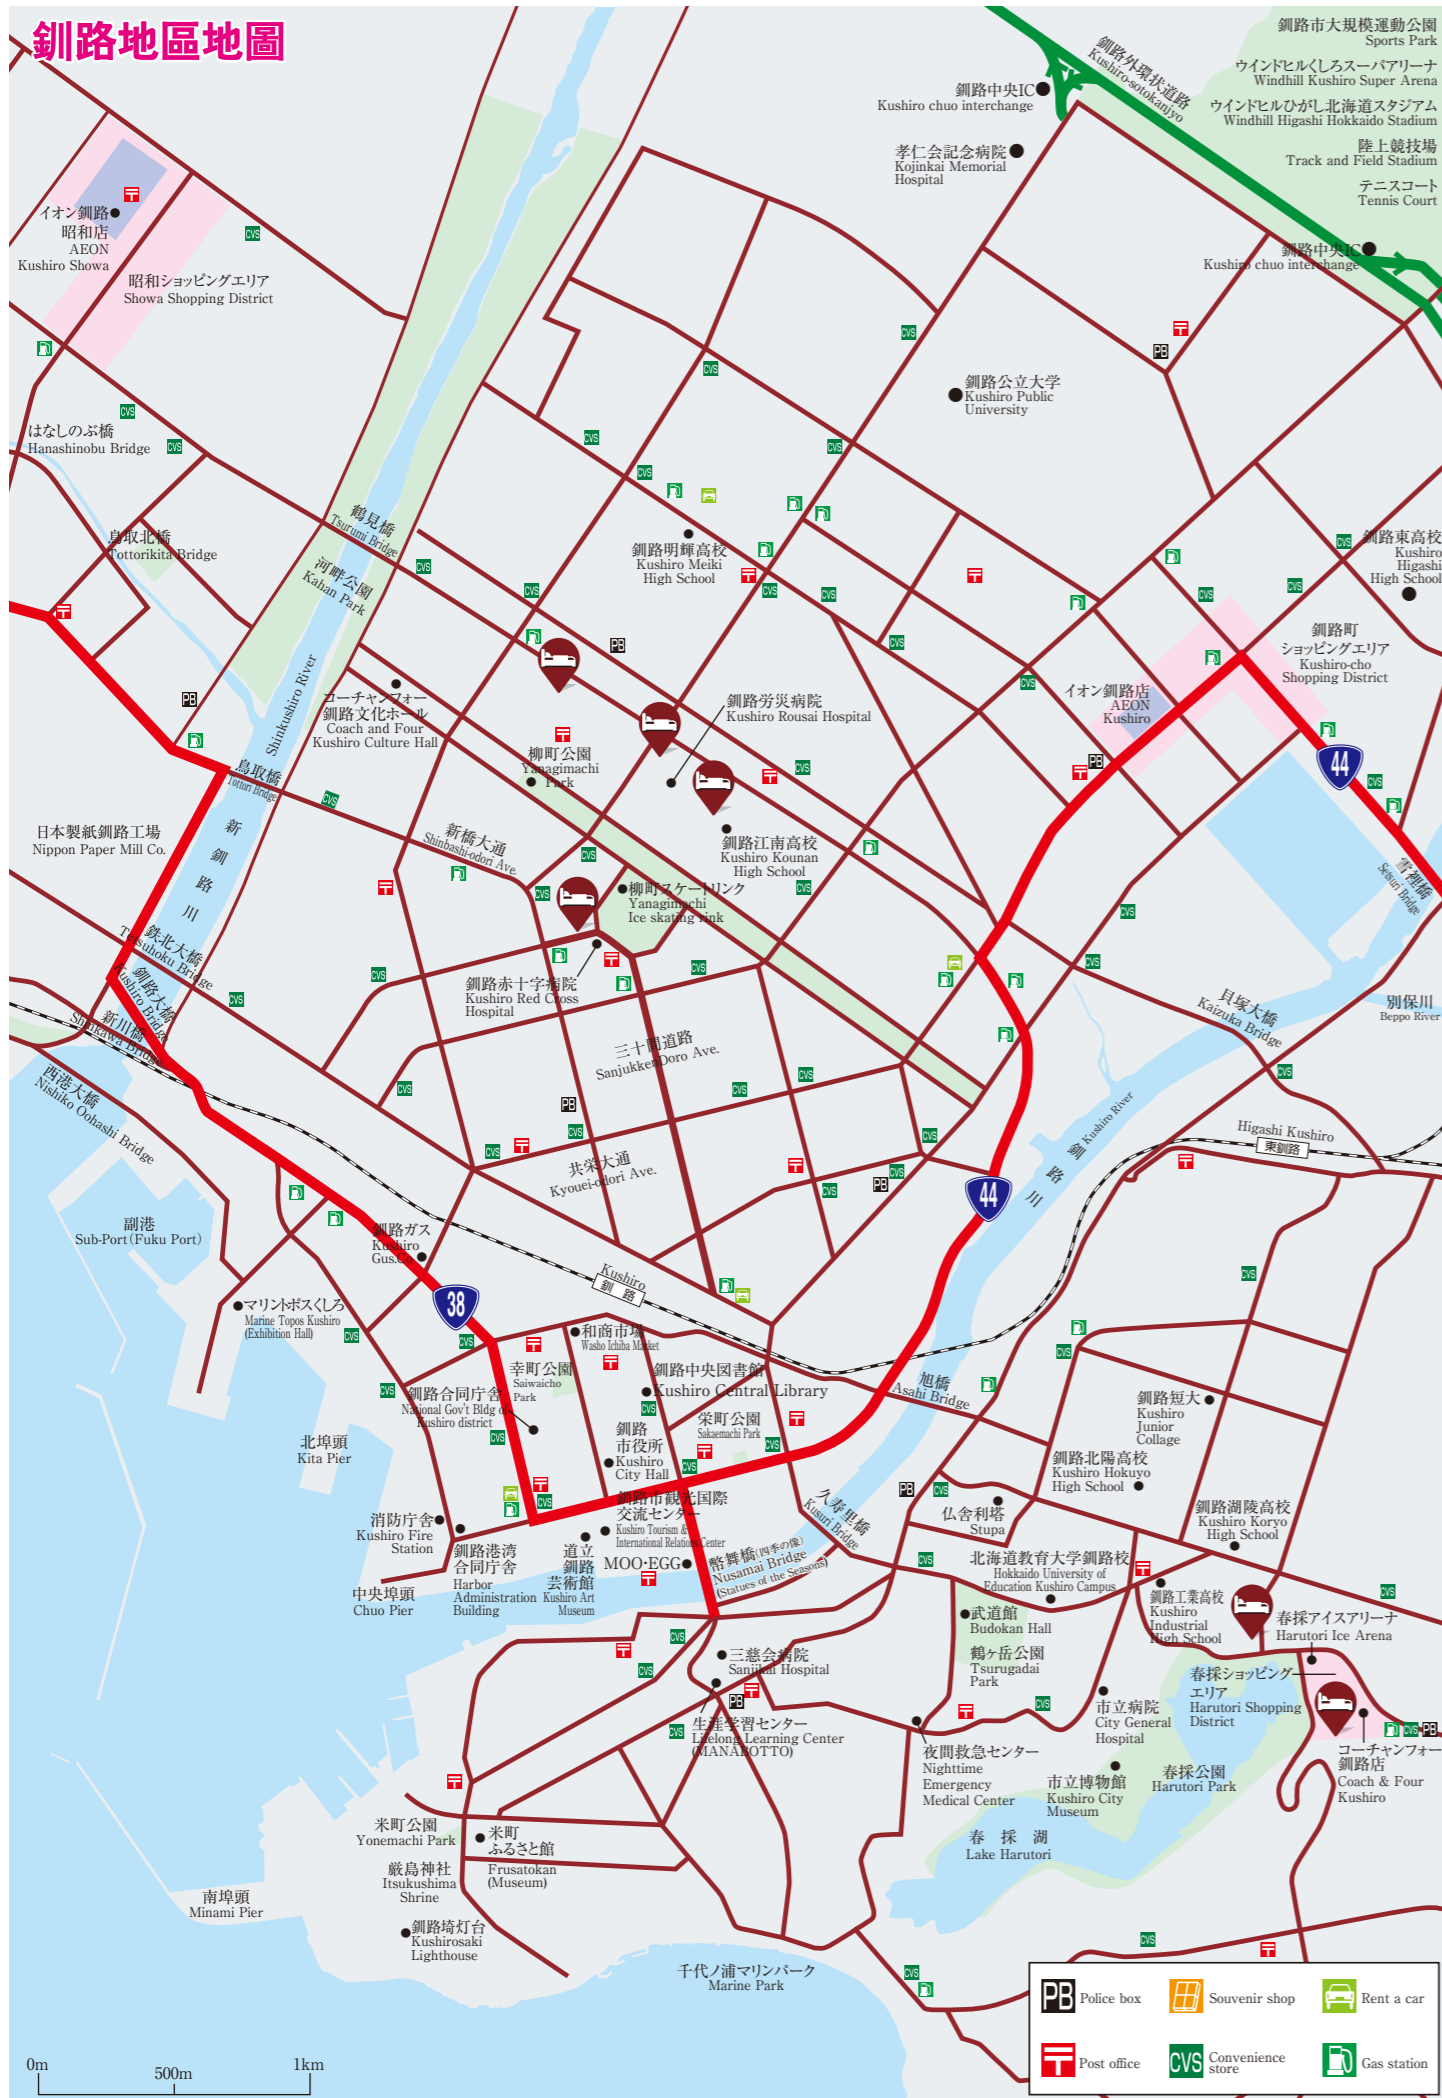 釧路地區地圖
釧路市大規模運動公園
Sports Park
ウインドヒルくしろスーパアリーナ
Windhill Kushiro Super Arena
ウインドヒルひがし北海道スタジアム
Windhill Higashi Hokkaido Stadium
陸上競技場
Track and Field Stadium
テニスコート
Tennis Court
釧路外環状道路
Kushiro-sotokanjyo
釧路中央IC
Kushiro chuo interchange
孝仁会記念病院
Kojinkai Memorial
Hospital
釧路中央IC
Kushiro chuo interchange
イオン釧路
昭和店
AEON
Kushiro Showa
昭和ショッピングエリア
Showa Shopping District
釧路公立大学
Kushiro Public
University
はなしのぶ橋
Hanashinobu Bridge
鳥取北橋
Tottorikita Bridge
鶴見橋
Tsurumi Bridge
河畔公園
Kahan Park
釧路明輝高校
Kushiro Meiki
High School
釧路東高校
Kushiro
Higashi
High School
釧路町
ショッピングエリア
Kushiro-cho
Shopping District
イオン釧路店
AEON
Kushiro
44
Shinkushiro River
コーチャンフォー
釧路文化ホール
Coach and Four
Kushiro Culture Hall
釧路労災病院
Kushiro Rousai Hospital
柳町公園
Yanagimachi
Park
鳥取橋
Tottori Bridge
日本製紙釧路工場
Nippon Paper Mill Co.
新釧路川
新橋大通
Shinbashi-odori Ave.
釧路江南高校
Kushiro Kounan
High School
柳町スケートリンク
Yanagimachi
Ice skating rink
雪裡橋
Setsuri Bridge
鉄北大橋
Tetsuhoku Bridge
釧路大橋
Kushiro Bridge
新川橋
Shinkawa Bridge
釧路赤十字病院
Kushiro Red Cross
Hospital
三十間道路
SanjukkenDoro Ave.
貝塚大橋
Kaizuka Bridge
別保川
Beppo River
西港大橋
Nishiko Oohashi Bridge
共栄大通
Kyouei-odori Ave.
Kushiro River
釧路川
Higashi Kushiro
東釧路
44
副港
Sub-Port(Fuku Port)
釧路ガス
Kushiro
Gus.Co
38
Kushiro
釧路
マリントポスくしろ
Marine Topos Kushiro
(Exhibition Hall)
和商市場
Washo Ichiba Market
幸町公園
Saiwaicho
Park
釧路中央図書館
Kushiro Central Library
釧路合同庁舎
National Gov't Bldg of
Kushiro district
旭橋
Asahi Bridge
釧路短大
Kushiro
Junior
Collage
北埠頭
Kita Pier
釧路
市役所
Kushiro
City Hall
栄町公園
Sakaemachi Park
釧路北陽高校
Kushiro Hokuyo
High School
釧路市観光国際
交流センター
Kushiro Tourism &
International Relations Center
久寿里橋
Kusuri Bridge
仏舎利塔
Stupa
釧路湖陵高校
Kushiro Koryo
High School
消防庁舎
Kushiro Fire
Station
釧路港湾
合同庁舎
Harbor
Administration
Building
道立
釧路
芸術館
Kushiro Art
Museum
MOO・EGG
幣舞橋(四季の像)
Nusamai Bridge
(Statues of the Seasons)
北海道教育大学釧路校
Hokkaido University of
Education Kushiro Campus
中央埠頭
Chuo Pier
釧路工業高校
Kushiro
Industrial
High School
武道館
Budokan Hall
鶴ヶ岳公園
Tsurugadai
Park
春採アイスアリーナ
Harutori Ice Arena
三慈会病院
Sanjikai Hospital
春採ショッピング
エリア
Harutori Shopping
District
生涯学習センター
Lifelong Learning Center
(MANABOTTO)
市立病院
City General
Hospital
夜間救急センター
Nighttime
Emergency
Medical Center
コーチャンフォー
釧路店
Coach & Four
Kushiro
市立博物館
Kushiro City
Museum
春採公園
Harutori Park
春採湖
Lake Harutori
米町公園
Yonemachi Park
米町
ふるさと館
Frusatokan
(Museum)
厳島神社
Itsukushima
Shrine
南埠頭
Minami Pier
釧路埼灯台
Kushirosaki
Lighthouse
千代ノ浦マリンパーク
Marine Park
PB Police box
Souvenir shop
Rent a car
Post office
CVS Convenience
store
Gas station
0m
500m
1km